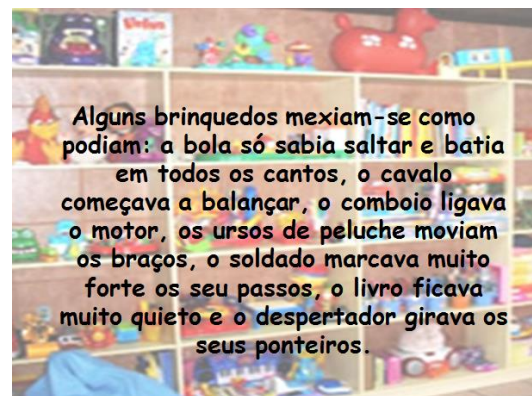 Alguns brinquedos mexiam-se como
podiam: a bola só sabia saltar e batia
em todos os cantos, o cavalo
começava a balançar, o comboio ligava
o motor, os ursos de peluche moviam
os braços, o soldado marcava muito
forte os seu passos, o livro ficava
muito quieto e o despertador girava os
seus ponteiros.